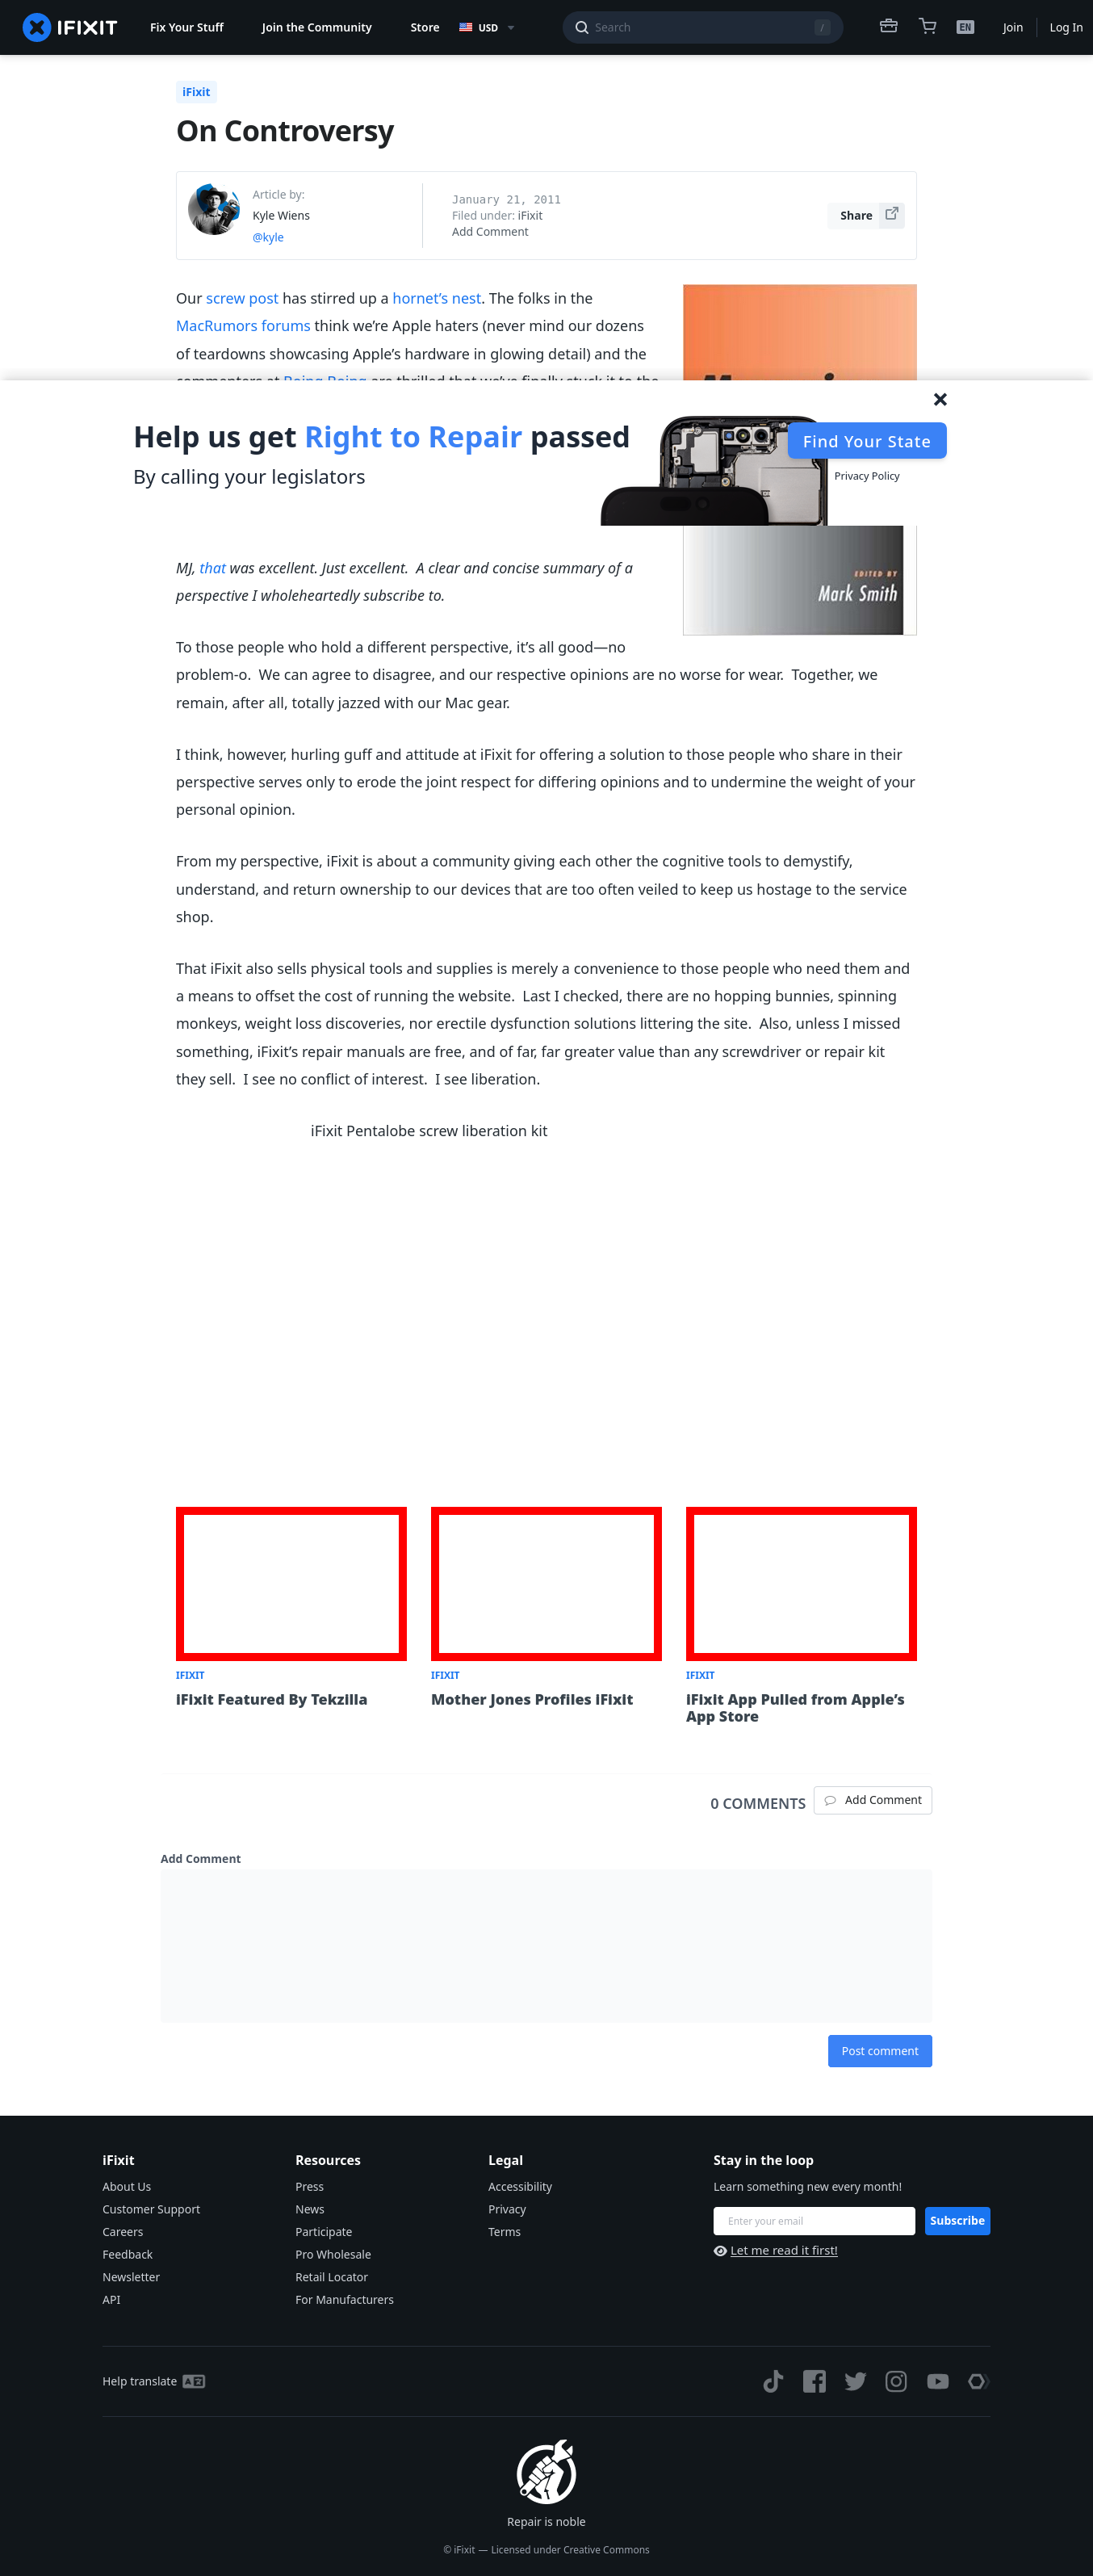 IFIXIT
Fix Your Stuff
Join the Community
Store
USD
Search
/
EN
Join
Log In
iFixit
On Controversy
Article by:
Kyle Wiens
@kyle
January 21, 2011
Filed under: iFixit
Add Comment
Share
Our screw post has stirred up a hornet’s nest. The folks in the
MacRumors forums think we’re Apple haters (never mind our dozens
of teardowns showcasing Apple’s hardware in glowing detail) and the
commenters at Boing Boing are thrilled that we’ve finally stuck it to the
Help us get Right to Repair passed
By calling your legislators
Find Your State
Privacy Policy
EDITED BY
Mark Smith
MJ, that was excellent. Just excellent.  A clear and concise summary of a
perspective I wholeheartedly subscribe to.
To those people who hold a different perspective, it’s all good—no
problem-o.  We can agree to disagree, and our respective opinions are no worse for wear.  Together, we
remain, after all, totally jazzed with our Mac gear.
I think, however, hurling guff and attitude at iFixit for offering a solution to those people who share in their
perspective serves only to erode the joint respect for differing opinions and to undermine the weight of your
personal opinion.
From my perspective, iFixit is about a community giving each other the cognitive tools to demystify,
understand, and return ownership to our devices that are too often veiled to keep us hostage to the service
shop.
That iFixit also sells physical tools and supplies is merely a convenience to those people who need them and
a means to offset the cost of running the website.  Last I checked, there are no hopping bunnies, spinning
monkeys, weight loss discoveries, nor erectile dysfunction solutions littering the site.  Also, unless I missed
something, iFixit’s repair manuals are free, and of far, far greater value than any screwdriver or repair kit
they sell.  I see no conflict of interest.  I see liberation.
iFixit Pentalobe screw liberation kit
IFIXIT
iFixit Featured By Tekzilla
IFIXIT
Mother Jones Profiles iFixit
IFIXIT
iFixit App Pulled from Apple’s
App Store
0 COMMENTS
Add Comment
Add Comment
Post comment
iFixit
About Us
Customer Support
Careers
Feedback
Newsletter
API
Resources
Press
News
Participate
Pro Wholesale
Retail Locator
For Manufacturers
Legal
Accessibility
Privacy
Terms
Stay in the loop
Learn something new every month!
Enter your email
Subscribe
Let me read it first!
Help translate
Repair is noble
© iFixit — Licensed under Creative Commons